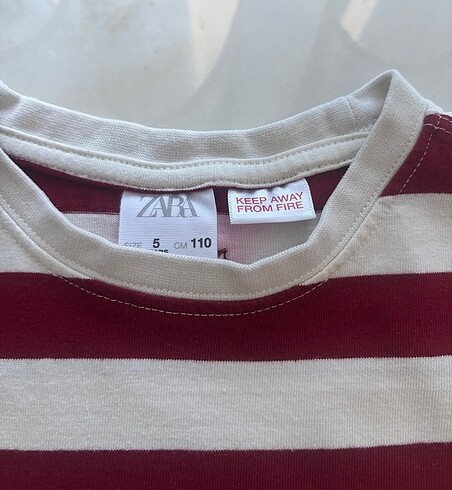 ZARA
SIZE 5 CM 110
KEEP AWAY
FROM FIRE